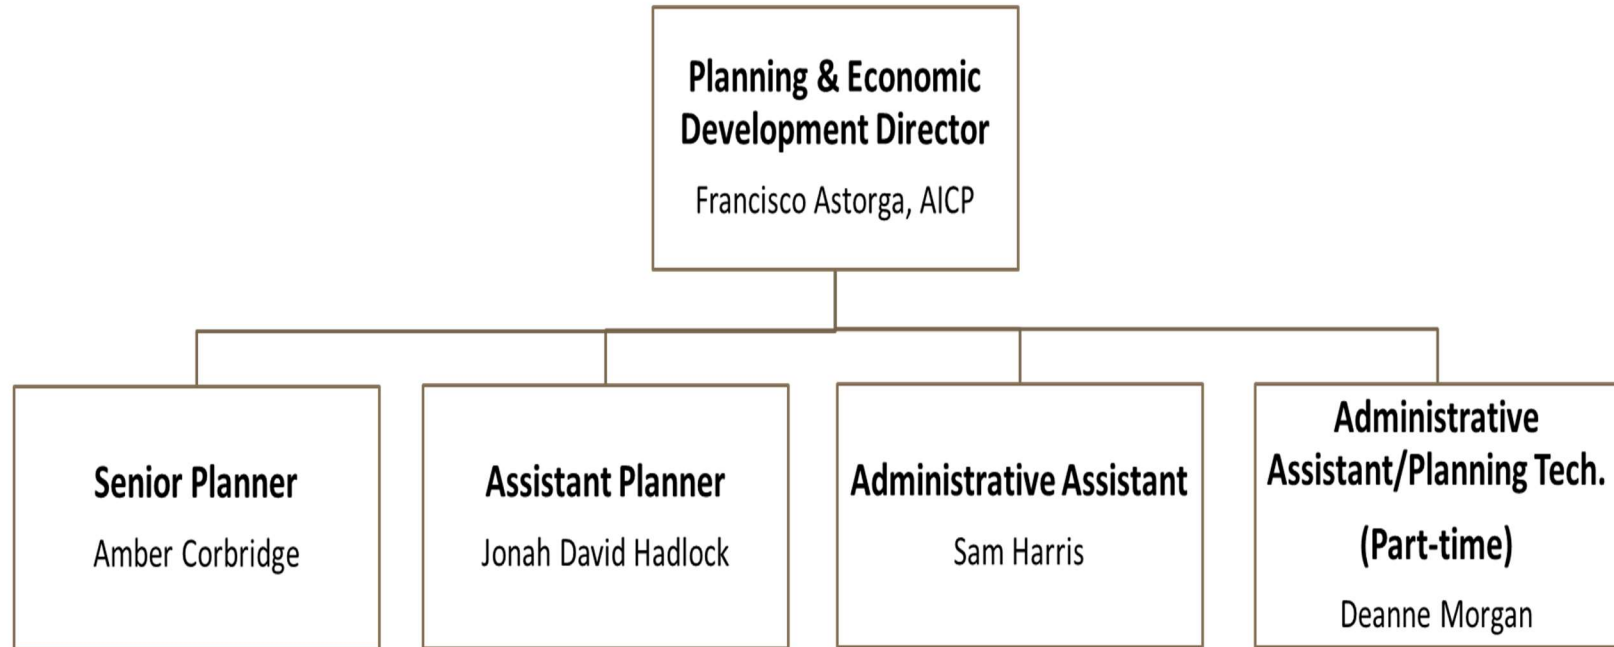 Planning & Economic
Development Director
Francisco Astorga, AICP
Senior Planner
Amber Corbridge
Assistant Planner
Jonah David Hadlock
Administrative Assistant
Sam Harris
Administrative
Assistant/Planning Tech.
(Part-time)
Deanne Morgan